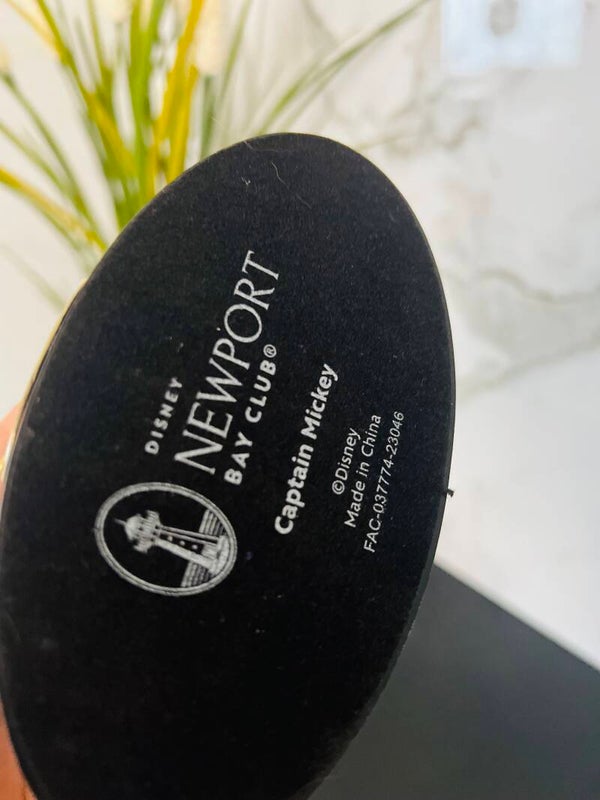 DISNEY
NEWPORT
BAY CLUB®
Captain Mickey
©Disney
Made in China
FAC-037774-23046